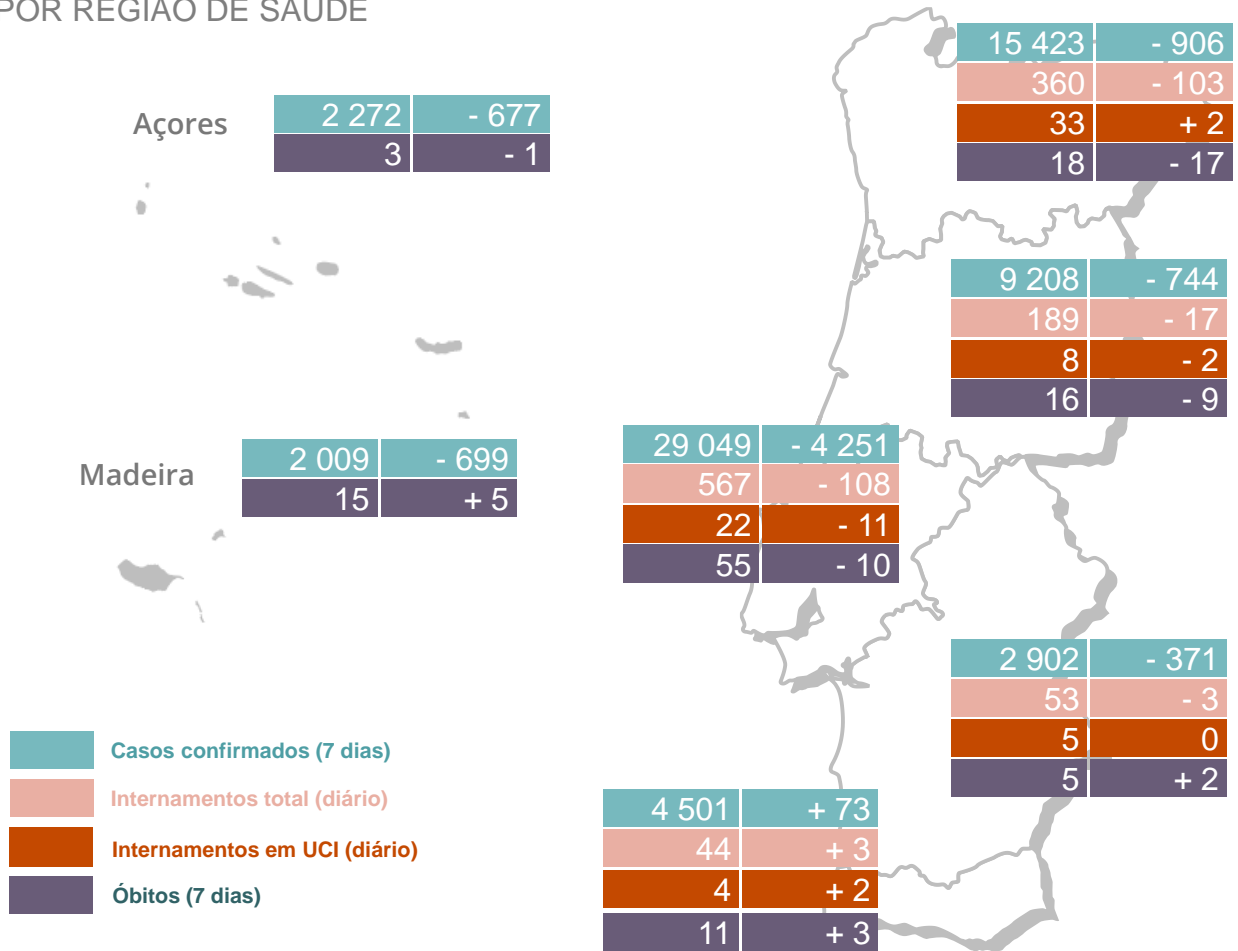 POR REGIÃO DE SAÚDE
15 423 - 906
360 - 103
33 + 2
18 - 17
Açores
2 272 - 677
3 - 1
9 208 - 744
189 - 17
8 - 2
16 - 9
Madeira
2 009 - 699
15 + 5
29 049 - 4 251
567 - 108
22 - 11
55 - 10
2 902 - 371
53 - 3
5 0
5 + 2
Casos confirmados (7 dias)
Internamentos total (diário)
Internamentos em UCI (diário)
Óbitos (7 dias)
4 501 + 73
44 + 3
4 + 2
11 + 3